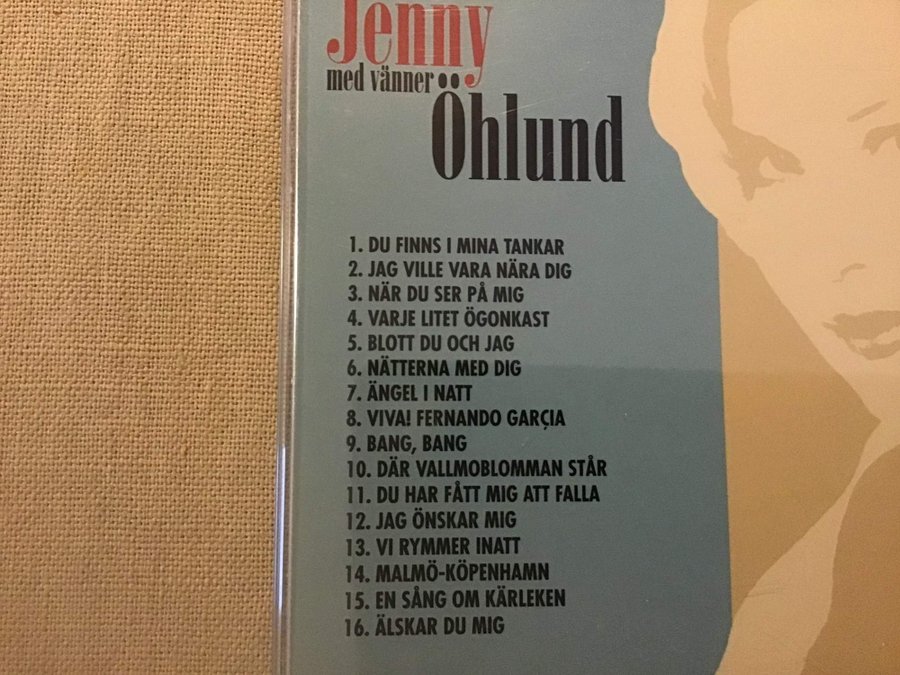 Jenny
med vänner
Öhlund
1. DU FINNS I MINA TANKAR
2. JAG VILLE VARA NÄRA DIG
3. NÄR DU SER PÅ MIG
4. VARJE LITET ÖGONKAST
5. BLOTT DU OCH JAG
6. NÄTTERNA MED DIG
7. ÄNGEL I NATT
8. VIVA! FERNANDO GARÇIA
9. BANG, BANG
10. DÄR VALLMOBLOMMAN STÅR
11. DU HAR FÅTT MIG ATT FALLA
12. JAG ÖNSKAR MIG
13. VI RYMMER INATT
14. MALMÖ-KÖPENHAMN
15. EN SÅNG OM KÄRLEKEN
16. ÄLSKAR DU MIG